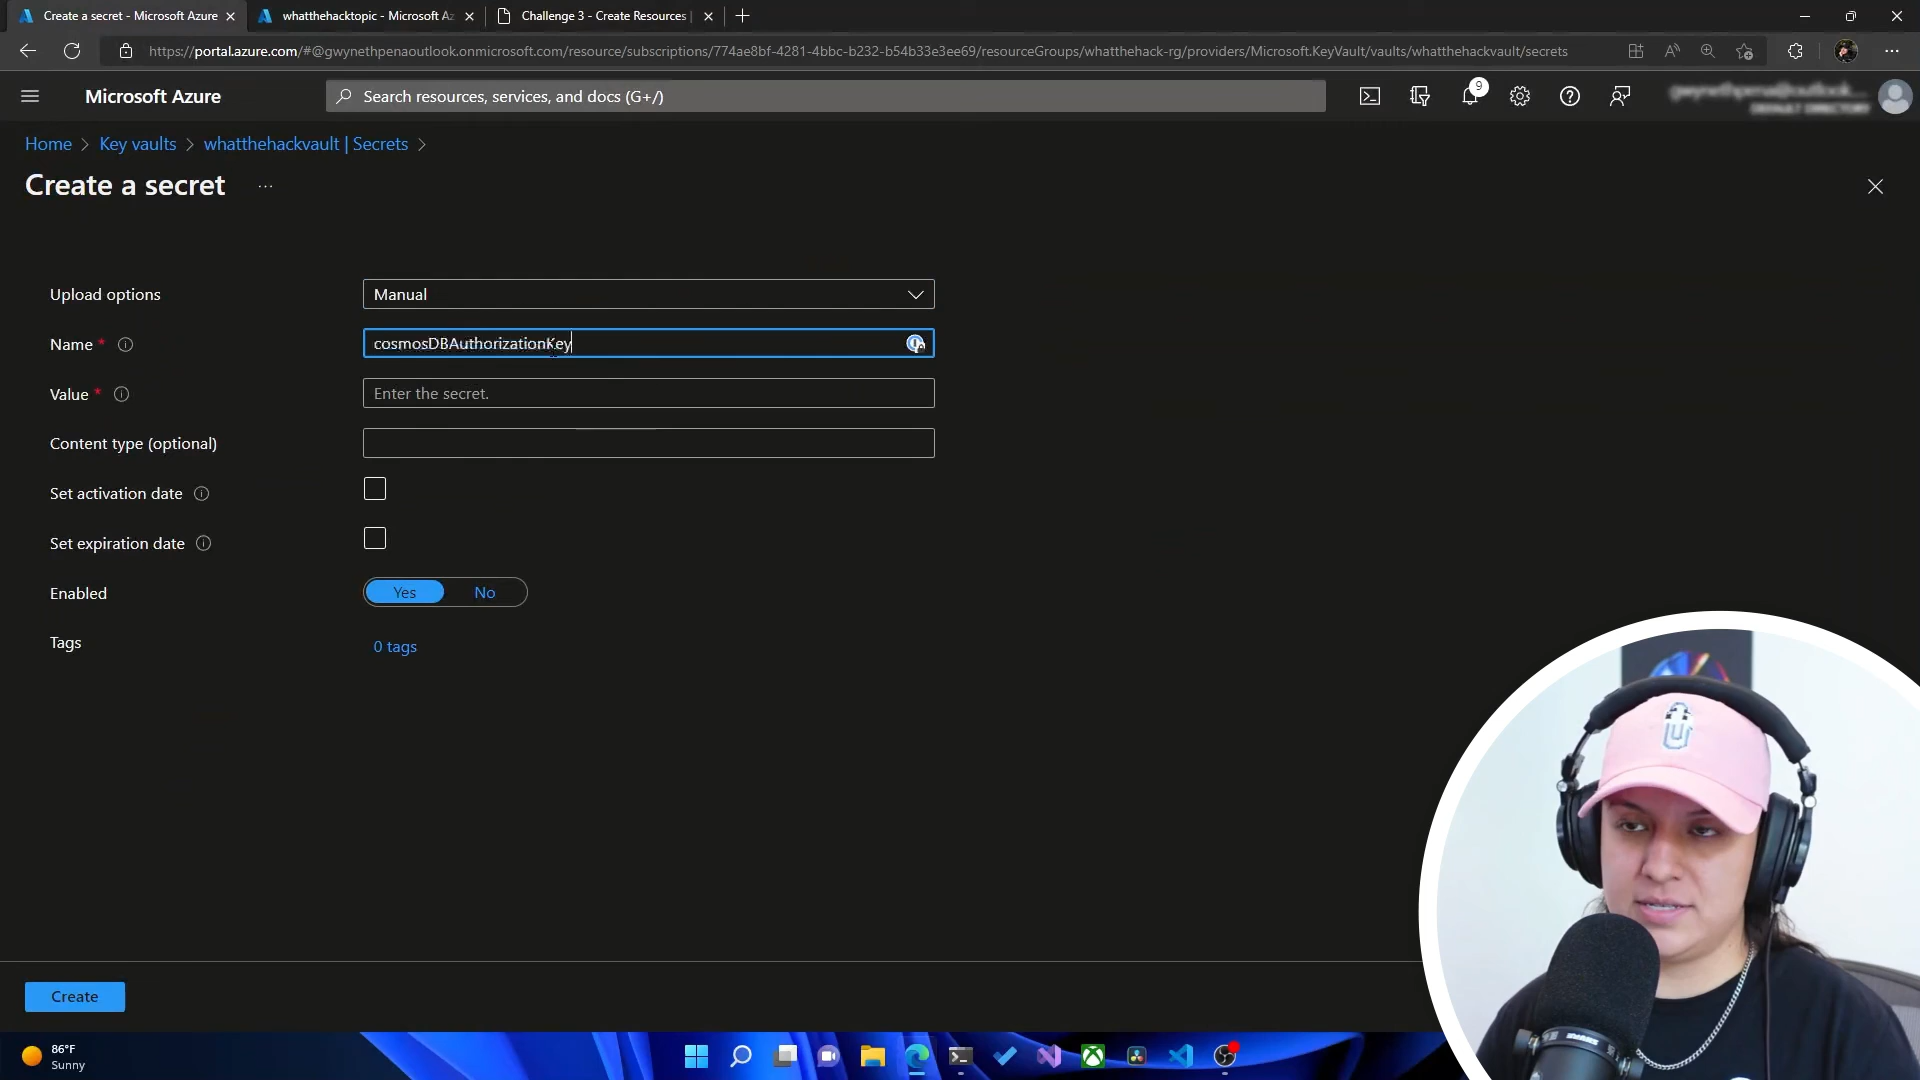 Create a secret - Microsoft Azure
whatthehacktopic - Microsoft Az
Challenge 3 - Create Resources |
https://portal.azure.com/#@gwynethpenaoutlook.onmicrosoft.com/resource/subscriptions/774ae8bf-4281-4bbc-b232-b54b33e3ee69/resourceGroups/whatthehack-rg/providers/Microsoft.KeyVault/vaults/whatthehackvault/secrets
Microsoft Azure
Search resources, services, and docs (G+/)
9
Home > Key vaults > whatthehackvault | Secrets >
Create a secret ...
Upload options
Manual
Name *
cosmosDBAuthorizationKey
Value *
Enter the secret.
Content type (optional)
Set activation date
Set expiration date
Enabled
Yes No
Tags
0 tags
Create
86°F
Sunny